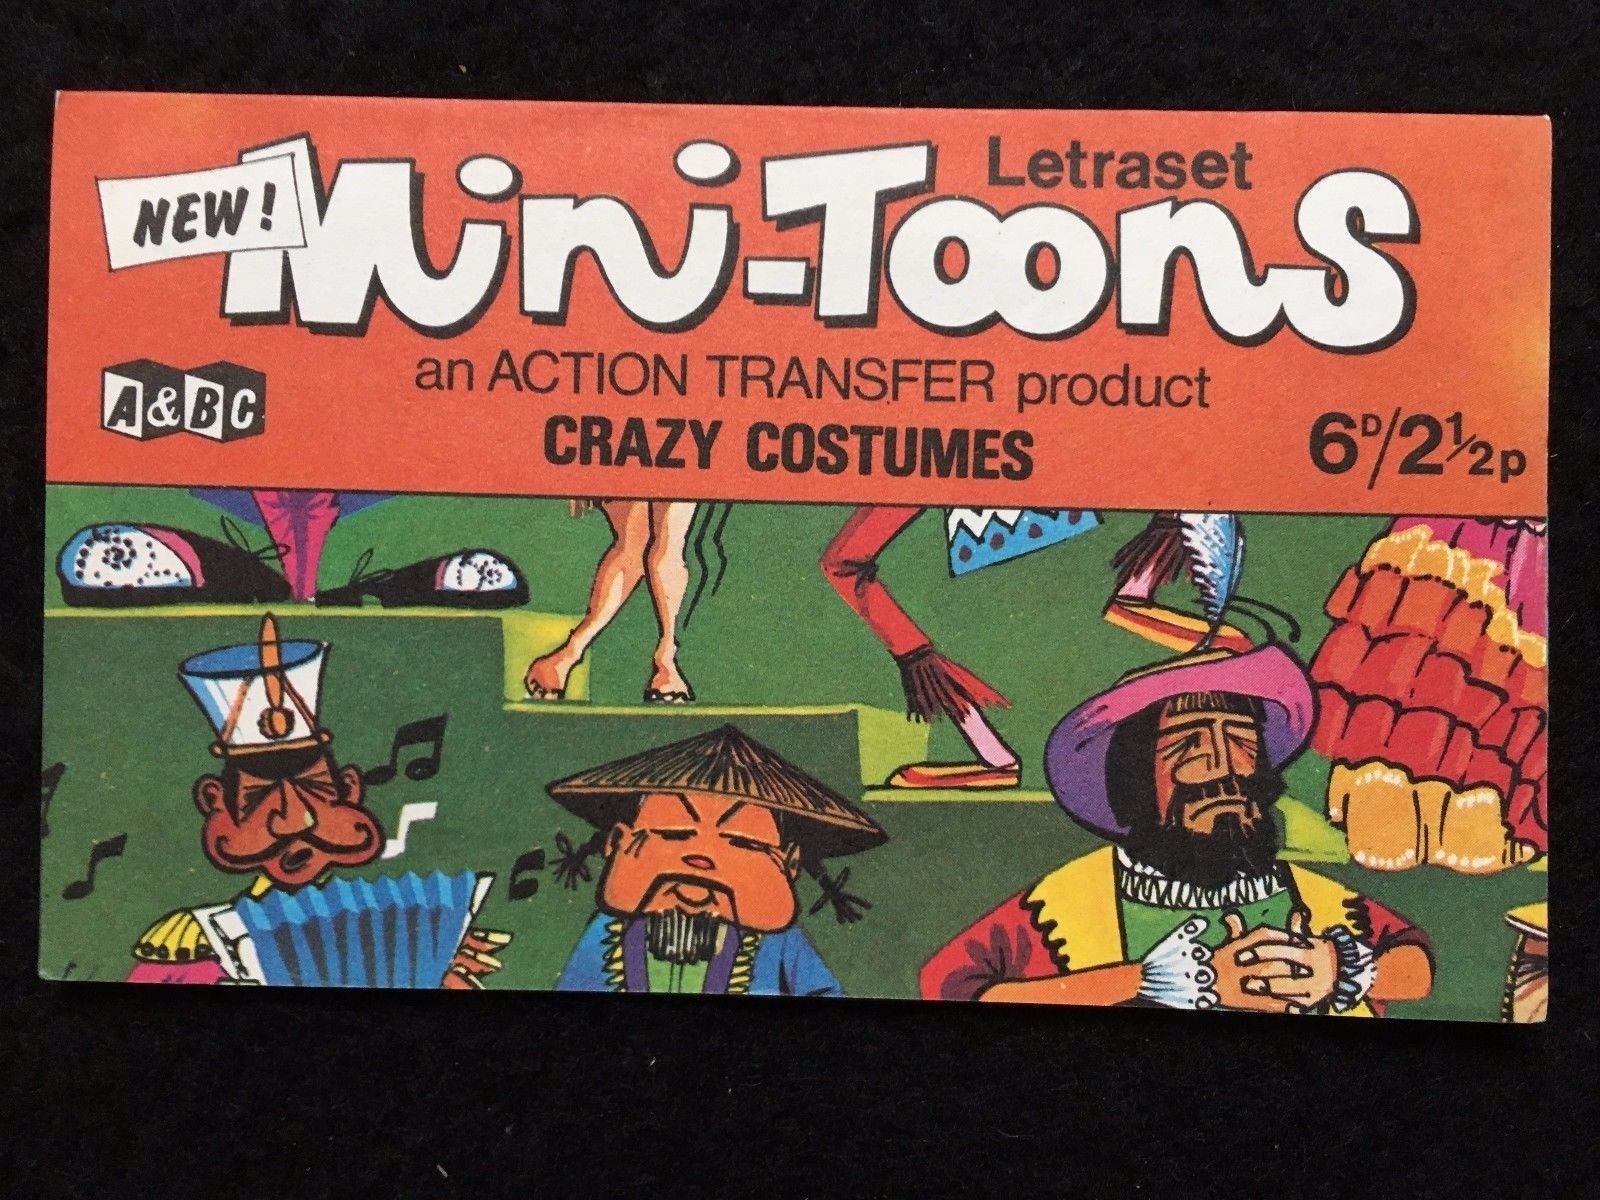 NEW!
Letraset
Mini-Toons
an ACTION TRANSFER product
A&BC
CRAZY COSTUMES
6D/2½p